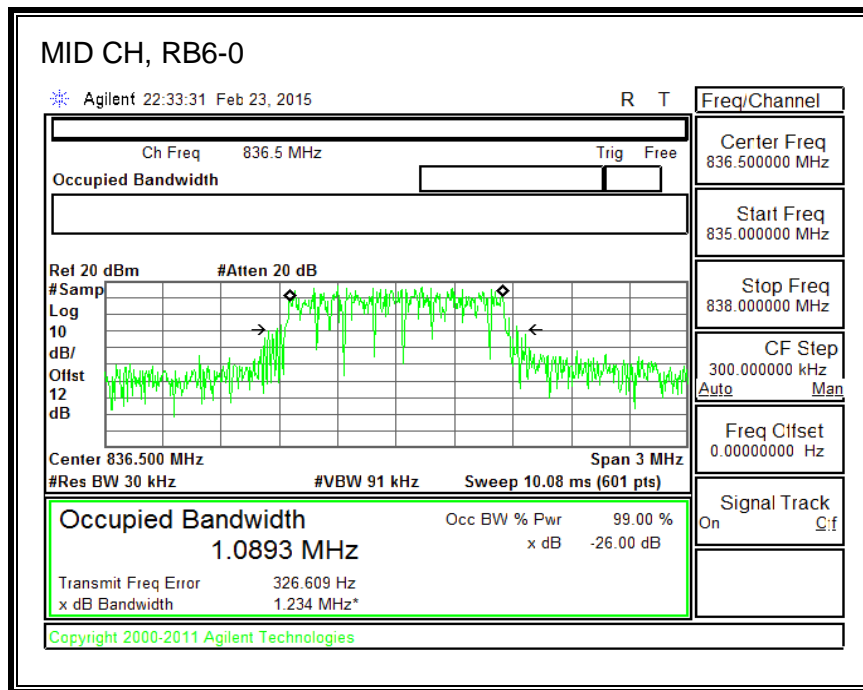 MID CH, RB6-0
Agilent 22:33:31 Feb 23, 2015 R T
Ch Freq 836.5 MHz Trig Free
Occupied Bandwidth
Ref 20 dBm #Atten 20 dB
#Samp
Log
10
dB/
Offst
12
dB
Center 836.500 MHz Span 3 MHz
#Res BW 30 kHz #VBW 91 kHz Sweep 10.08 ms (601 pts)
Occupied Bandwidth Occ BW % Pwr 99.00 %
1.0893 MHz x dB -26.00 dB
Transmit Freq Error 326.609 Hz
x dB Bandwidth 1.234 MHz*
Copyright 2000-2011 Agilent Technologies
Freq/Channel
Center Freq
836.500000 MHz
Start Freq
835.000000 MHz
Stop Freq
838.000000 MHz
CF Step
300.000000 kHz
Auto Man
Freq Offset
0.00000000 Hz
Signal Track
On Off